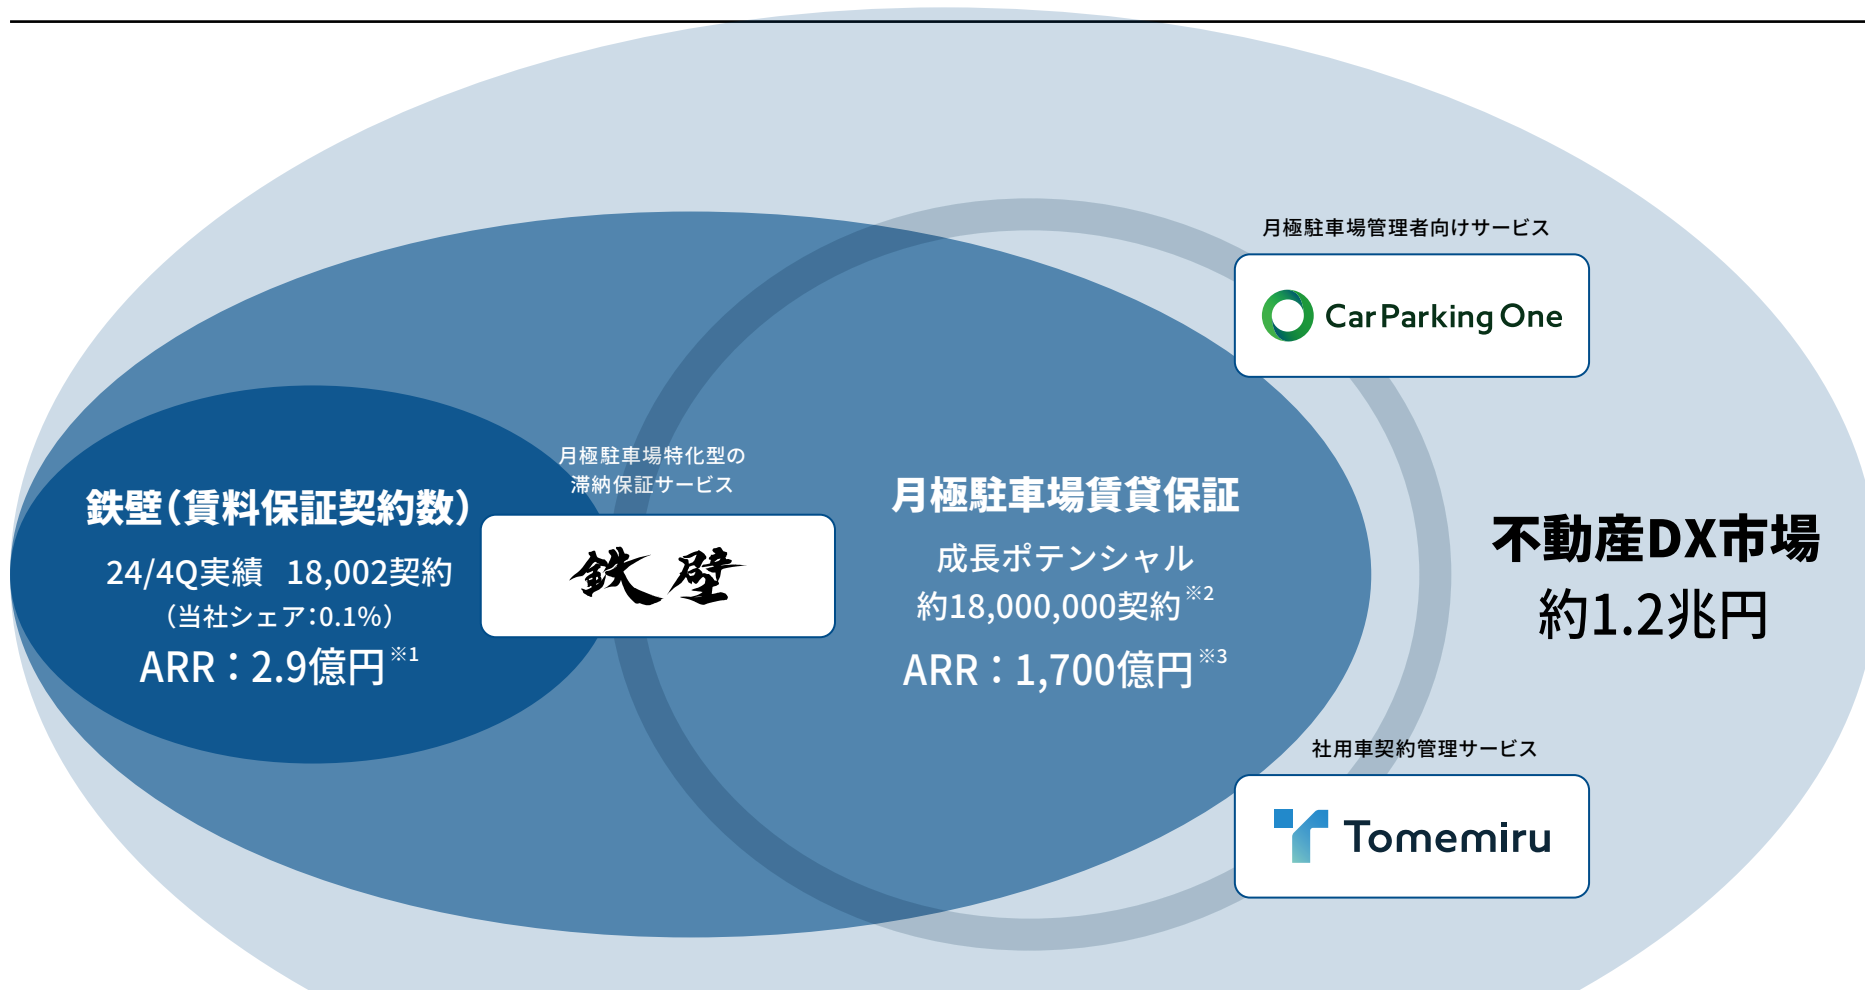 鉄壁（賃料保証契約数）
24/4Q実績 18,002契約
（当社シェア：0.1%）
ARR：2.9億円※1
月極駐車場特化型の
滞納保証サービス
鉄壁
月極駐車場賃貸保証
成長ポテンシャル
約18,000,000契約※2
ARR：1,700億円※3
月極駐車場管理者向けサービス
CarParking One
不動産DX市場
約1.2兆円
社用車契約管理サービス
Tomemiru